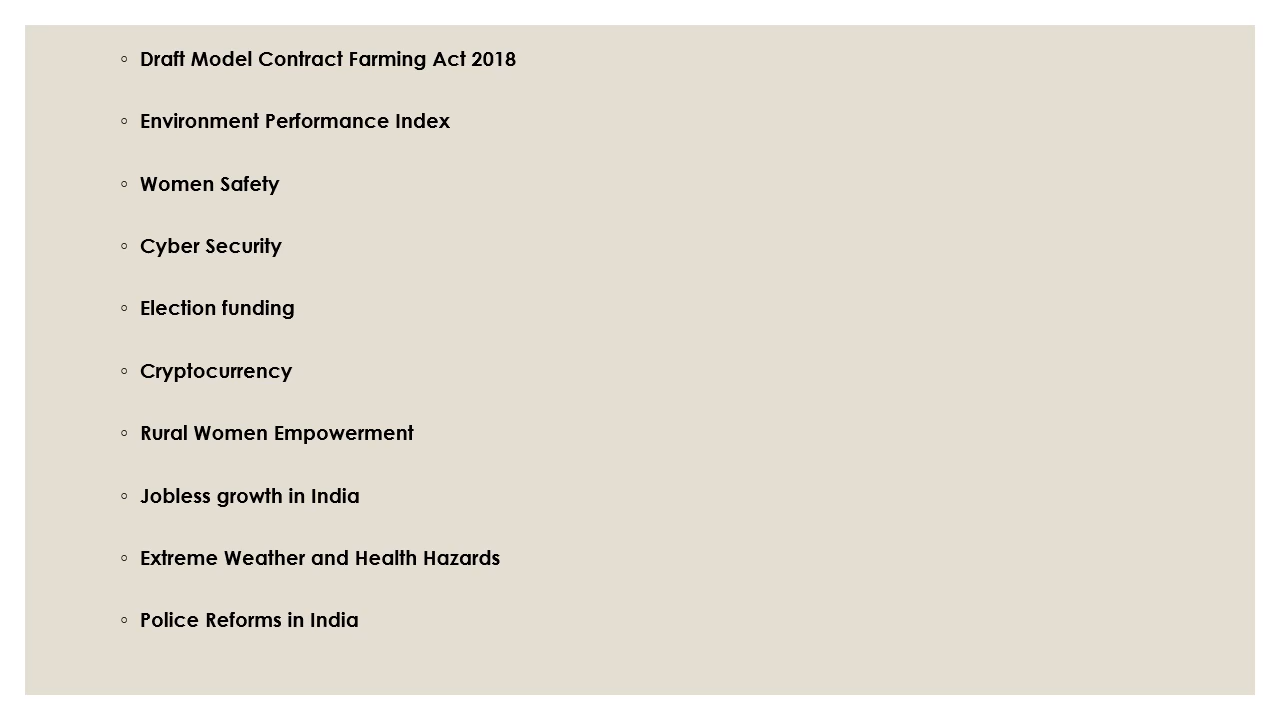 ◦ Draft Model Contract Farming Act 2018
◦ Environment Performance Index
◦ Women Safety
◦ Cyber Security
◦ Election funding
◦ Cryptocurrency
◦ Rural Women Empowerment
◦ Jobless growth in India
◦ Extreme Weather and Health Hazards
◦ Police Reforms in India